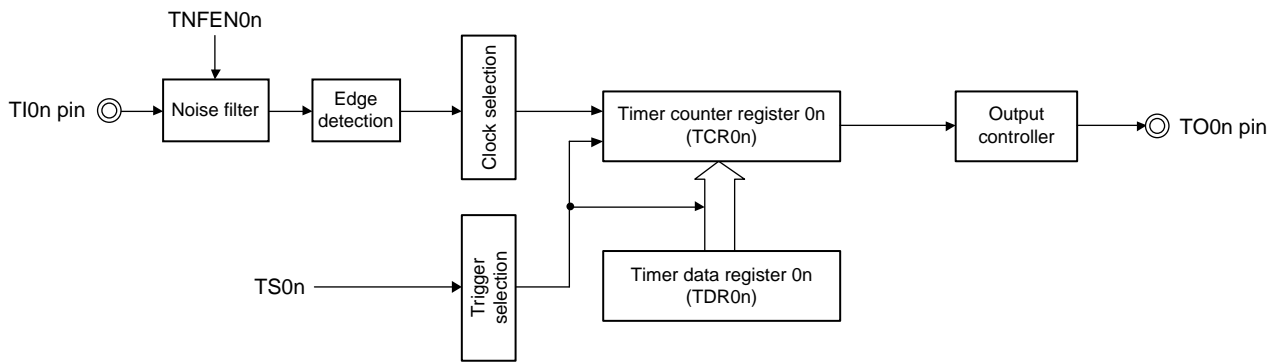 TNFEN0n
TI0n pin
Noise filter
Edge
detection
Clock selection
Timer counter register 0n
(TCR0n)
Output
controller
TO0n pin
TS0n
Trigger
selection
Timer data register 0n
(TDR0n)